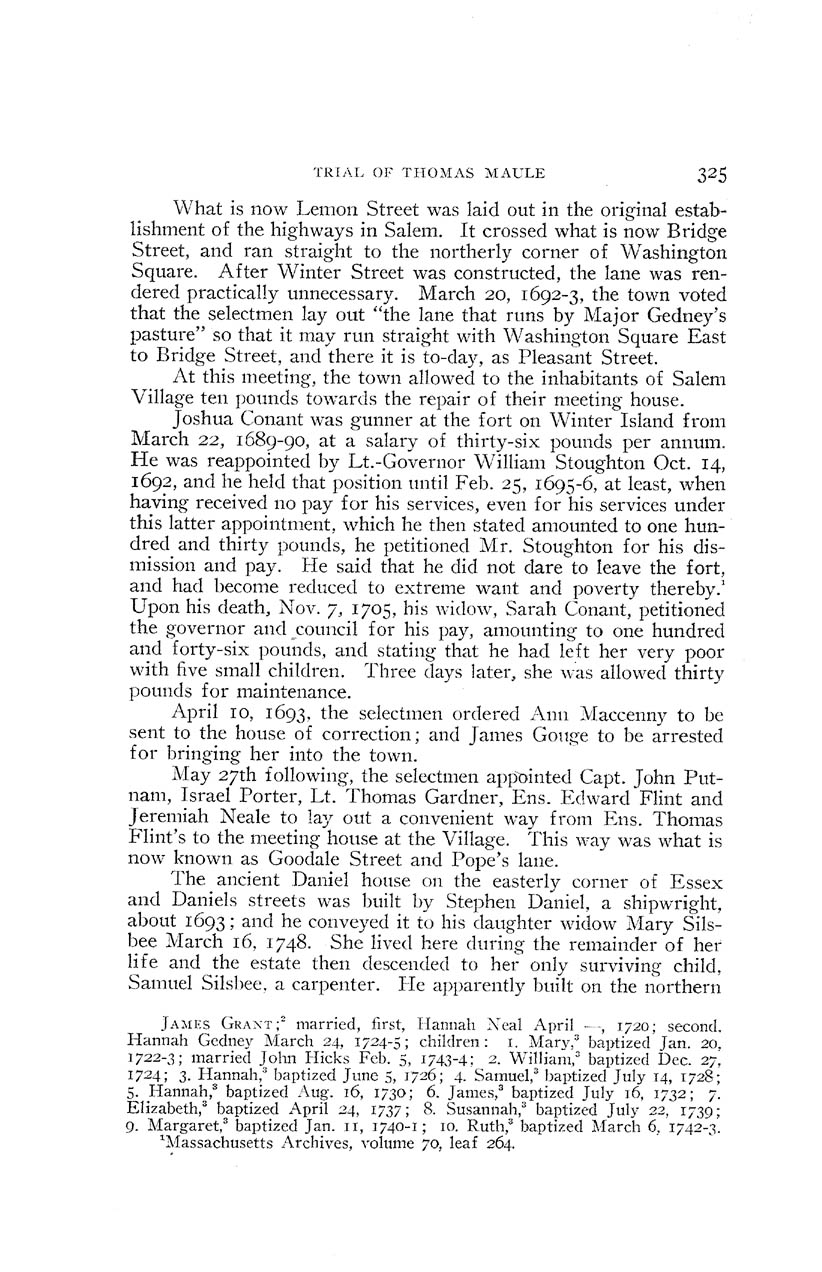 TRIAL OF THOMAS MAULE 325
What is now Lemon Street was laid out in the original estab-
lishment of the highways in Salem. It crossed what is now Bridge
Street, and ran straight to the northerly corner of Washington
Square. After Winter Street was constructed, the lane was ren-
dered practically unnecessary. March 20, 1692-3, the town voted
that the selectmen lay out “the lane that runs by Major Gedney’s
pasture” so that it may run straight with Washington Square East
to Bridge Street, and there it is to-day, as Pleasant Street.
At this meeting, the town allowed to the inhabitants of Salem
Village ten pounds towards the repair of their meeting house.
Joshua Conant was gunner at the fort on Winter Island from
March 22, 1689-90, at a salary of thirty-six pounds per annum.
He was reappointed by Lt.-Governor William Stoughton Oct. 14,
1692, and he held that position until Feb. 25, 1695-6, at least, when
having received no pay for his services, even for his services under
this latter appointment, which he then stated amounted to one hun-
dred and thirty pounds, he petitioned Mr. Stoughton for his dis-
mission and pay. He said that he did not dare to leave the fort,
and had become reduced to extreme want and poverty thereby.¹
Upon his death, Nov. 7, 1705, his widow, Sarah Conant, petitioned
the governor and council for his pay, amounting to one hundred
and forty-six pounds, and stating that he had left her very poor
with five small children. Three days later, she was allowed thirty
pounds for maintenance.
April 10, 1693, the selectmen ordered Ann Maccenny to be
sent to the house of correction; and James Gouge to be arrested
for bringing her into the town.
May 27th following, the selectmen appointed Capt. John Put-
nam, Israel Porter, Lt. Thomas Gardner, Ens. Edward Flint and
Jeremiah Neale to lay out a convenient way from Ens. Thomas
Flint’s to the meeting house at the Village. This way was what is
now known as Goodale Street and Pope’s lane.
The ancient Daniel house on the easterly corner of Essex
and Daniels streets was built by Stephen Daniel, a shipwright,
about 1693; and he conveyed it to his daughter widow Mary Sils-
bee March 16, 1748. She lived here during the remainder of her
life and the estate then descended to her only surviving child,
Samuel Silsbee, a carpenter. He apparently built on the northern
JAMES GRANT;² married, first, Hannah Neal April —, 1720; second,
Hannah Gedney March 24, 1724-5; children: 1. Mary,³ baptized Jan. 20,
1722-3; married John Hicks Feb. 5, 1743-4; 2. William,³ baptized Dec. 27,
1724; 3. Hannah,³ baptized June 5, 1726; 4. Samuel,³ baptized July 14, 1728;
5. Hannah,³ baptized Aug. 16, 1730; 6. James,³ baptized July 16, 1732; 7.
Elizabeth,³ baptized April 24, 1737; 8. Susannah,³ baptized July 22, 1739;
9. Margaret,³ baptized Jan. 11, 1740-1; 10. Ruth,³ baptized March 6, 1742-3.
¹Massachusetts Archives, volume 70, leaf 264.